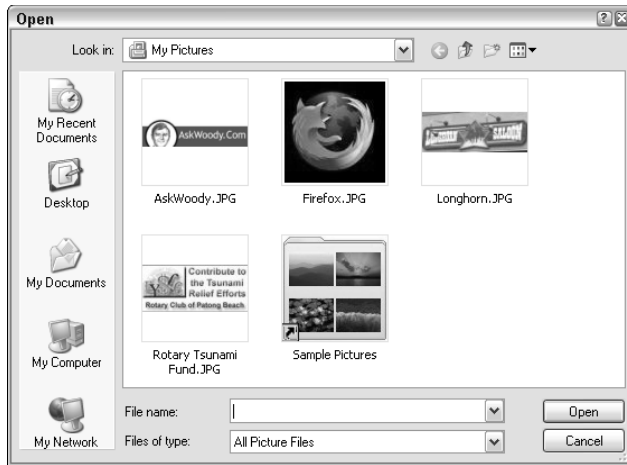 Open
Look in:
My Pictures
My Recent
Documents
Desktop
My Documents
My Computer
My Network
AskWoody.Com
AskWoody.JPG
Firefox.JPG
LONGHORN SALOON
Longhorn.JPG
Contribute to
the Tsunami
Relief Efforts
Rotary Club of Patong Beach
Rotary Tsunami
Fund.JPG
Sample Pictures
File name:
Open
Files of type:
All Picture Files
Cancel